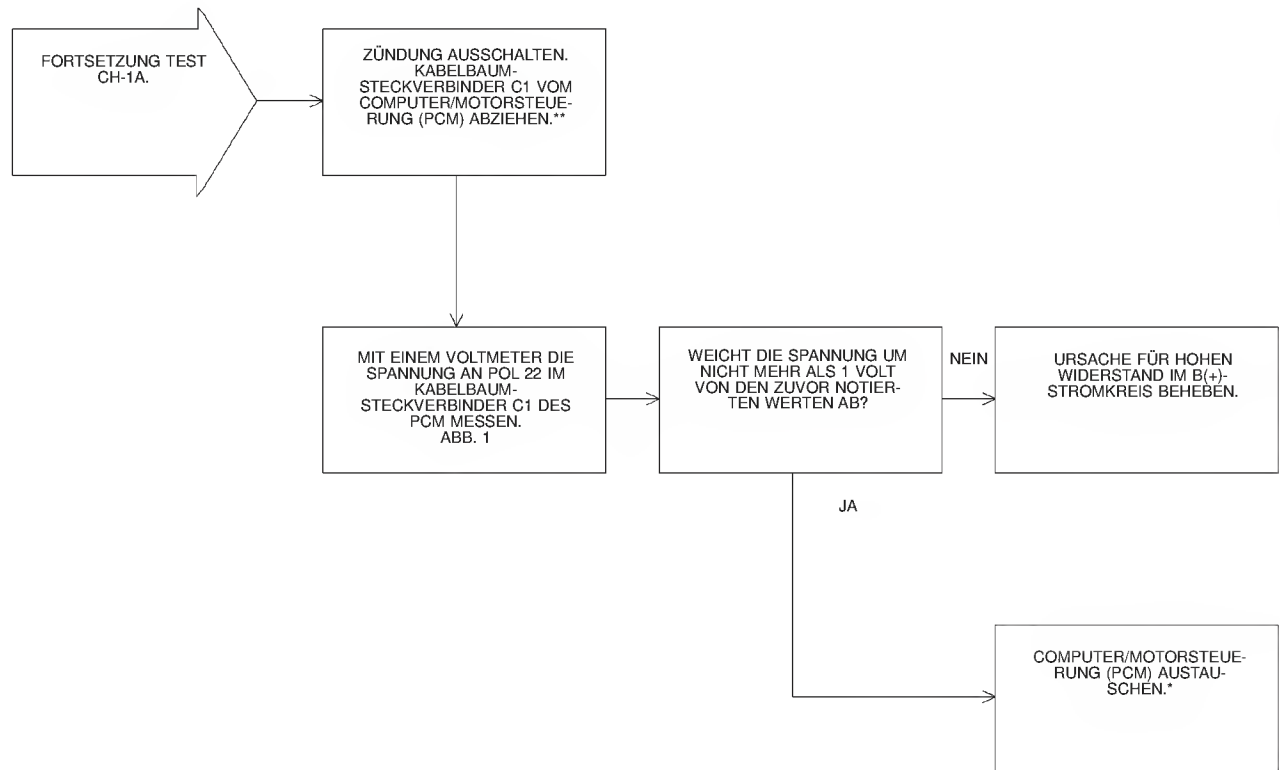 FORTSETZUNG TEST
CH-1A.
ZÜNDUNG AUSSCHALTEN.
KABELBAUM-
STECKVERBINDER C1 VOM
COMPUTER/MOTORSTEUE-
RUNG (PCM) ABZIEHEN.**
MIT EINEM VOLTMETER DIE
SPANNUNG AN POL 22 IM
KABELBAUM-
STECKVERBINDER C1 DES
PCM MESSEN.
ABB. 1
WEICHT DIE SPANNUNG UM
NICHT MEHR ALS 1 VOLT
VON DEN ZUVOR NOTIER-
TEN WERTEN AB?
NEIN
URSACHE FÜR HOHEN
WIDERSTAND IM B(+)-
STROMKREIS BEHEBEN.
JA
COMPUTER/MOTORSTEUE-
RUNG (PCM) AUSTAU-
SCHEN.*